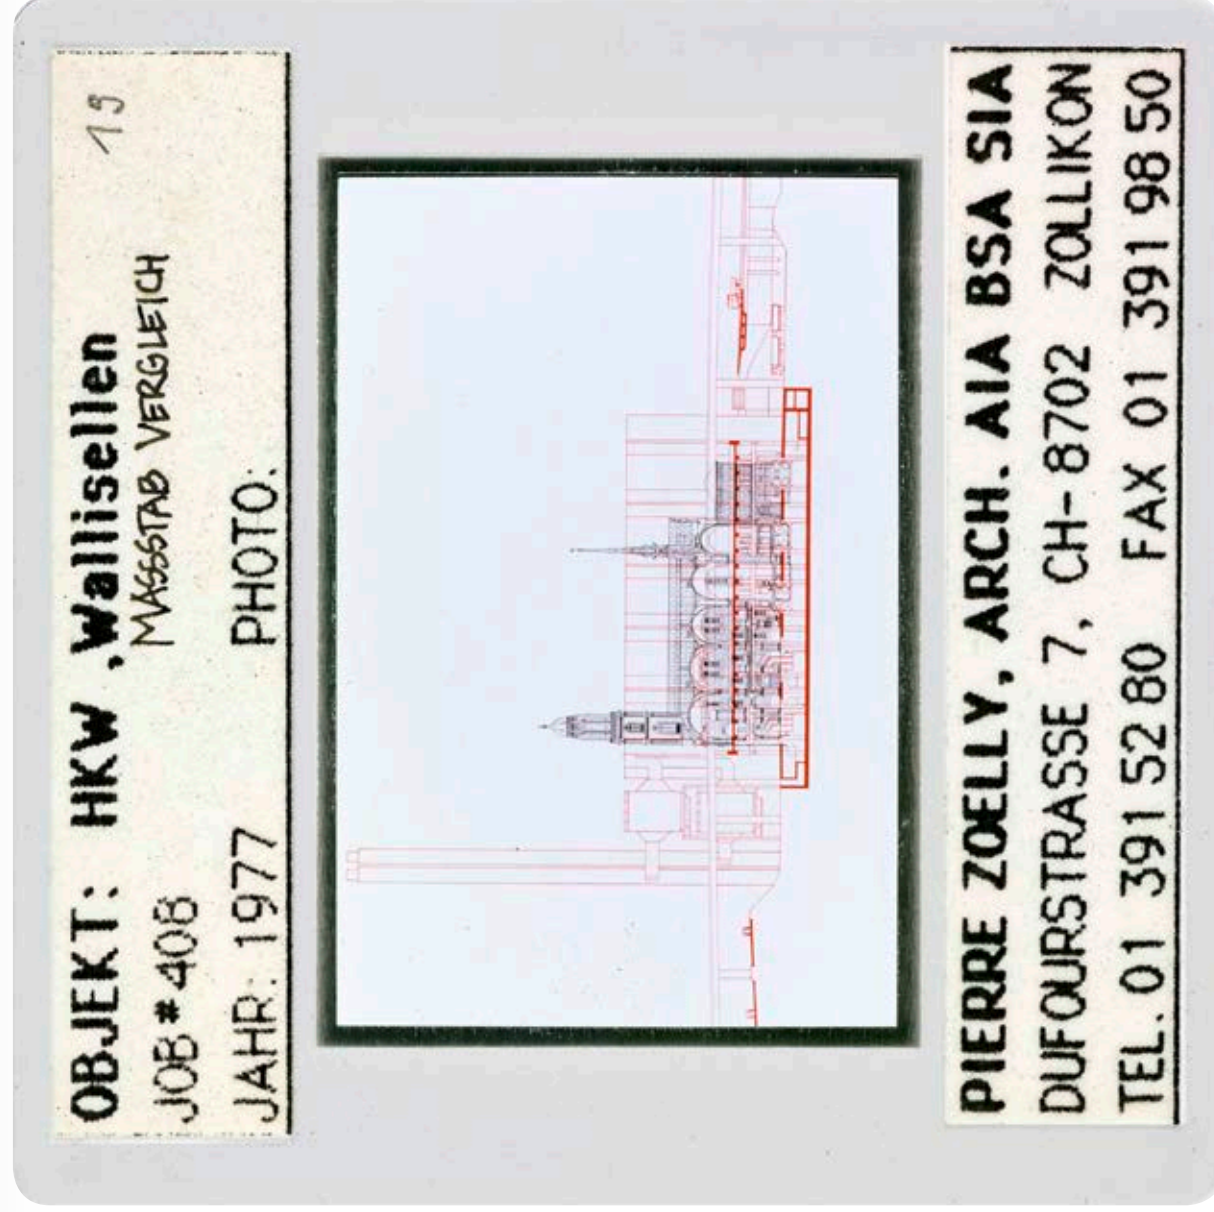 OBJEKT: HKW ,Wallisellen 19
JOB#408 MASSSTAB VERGLEICH
JAHR: 1977 PHOTO:
PIERRE ZOELLY, ARCH. AIA BSA SIA
DUFOURSTRASSE 7, CH-8702 ZOLLIKON
TEL. 01 391 52 80 FAX 01 391 98 50